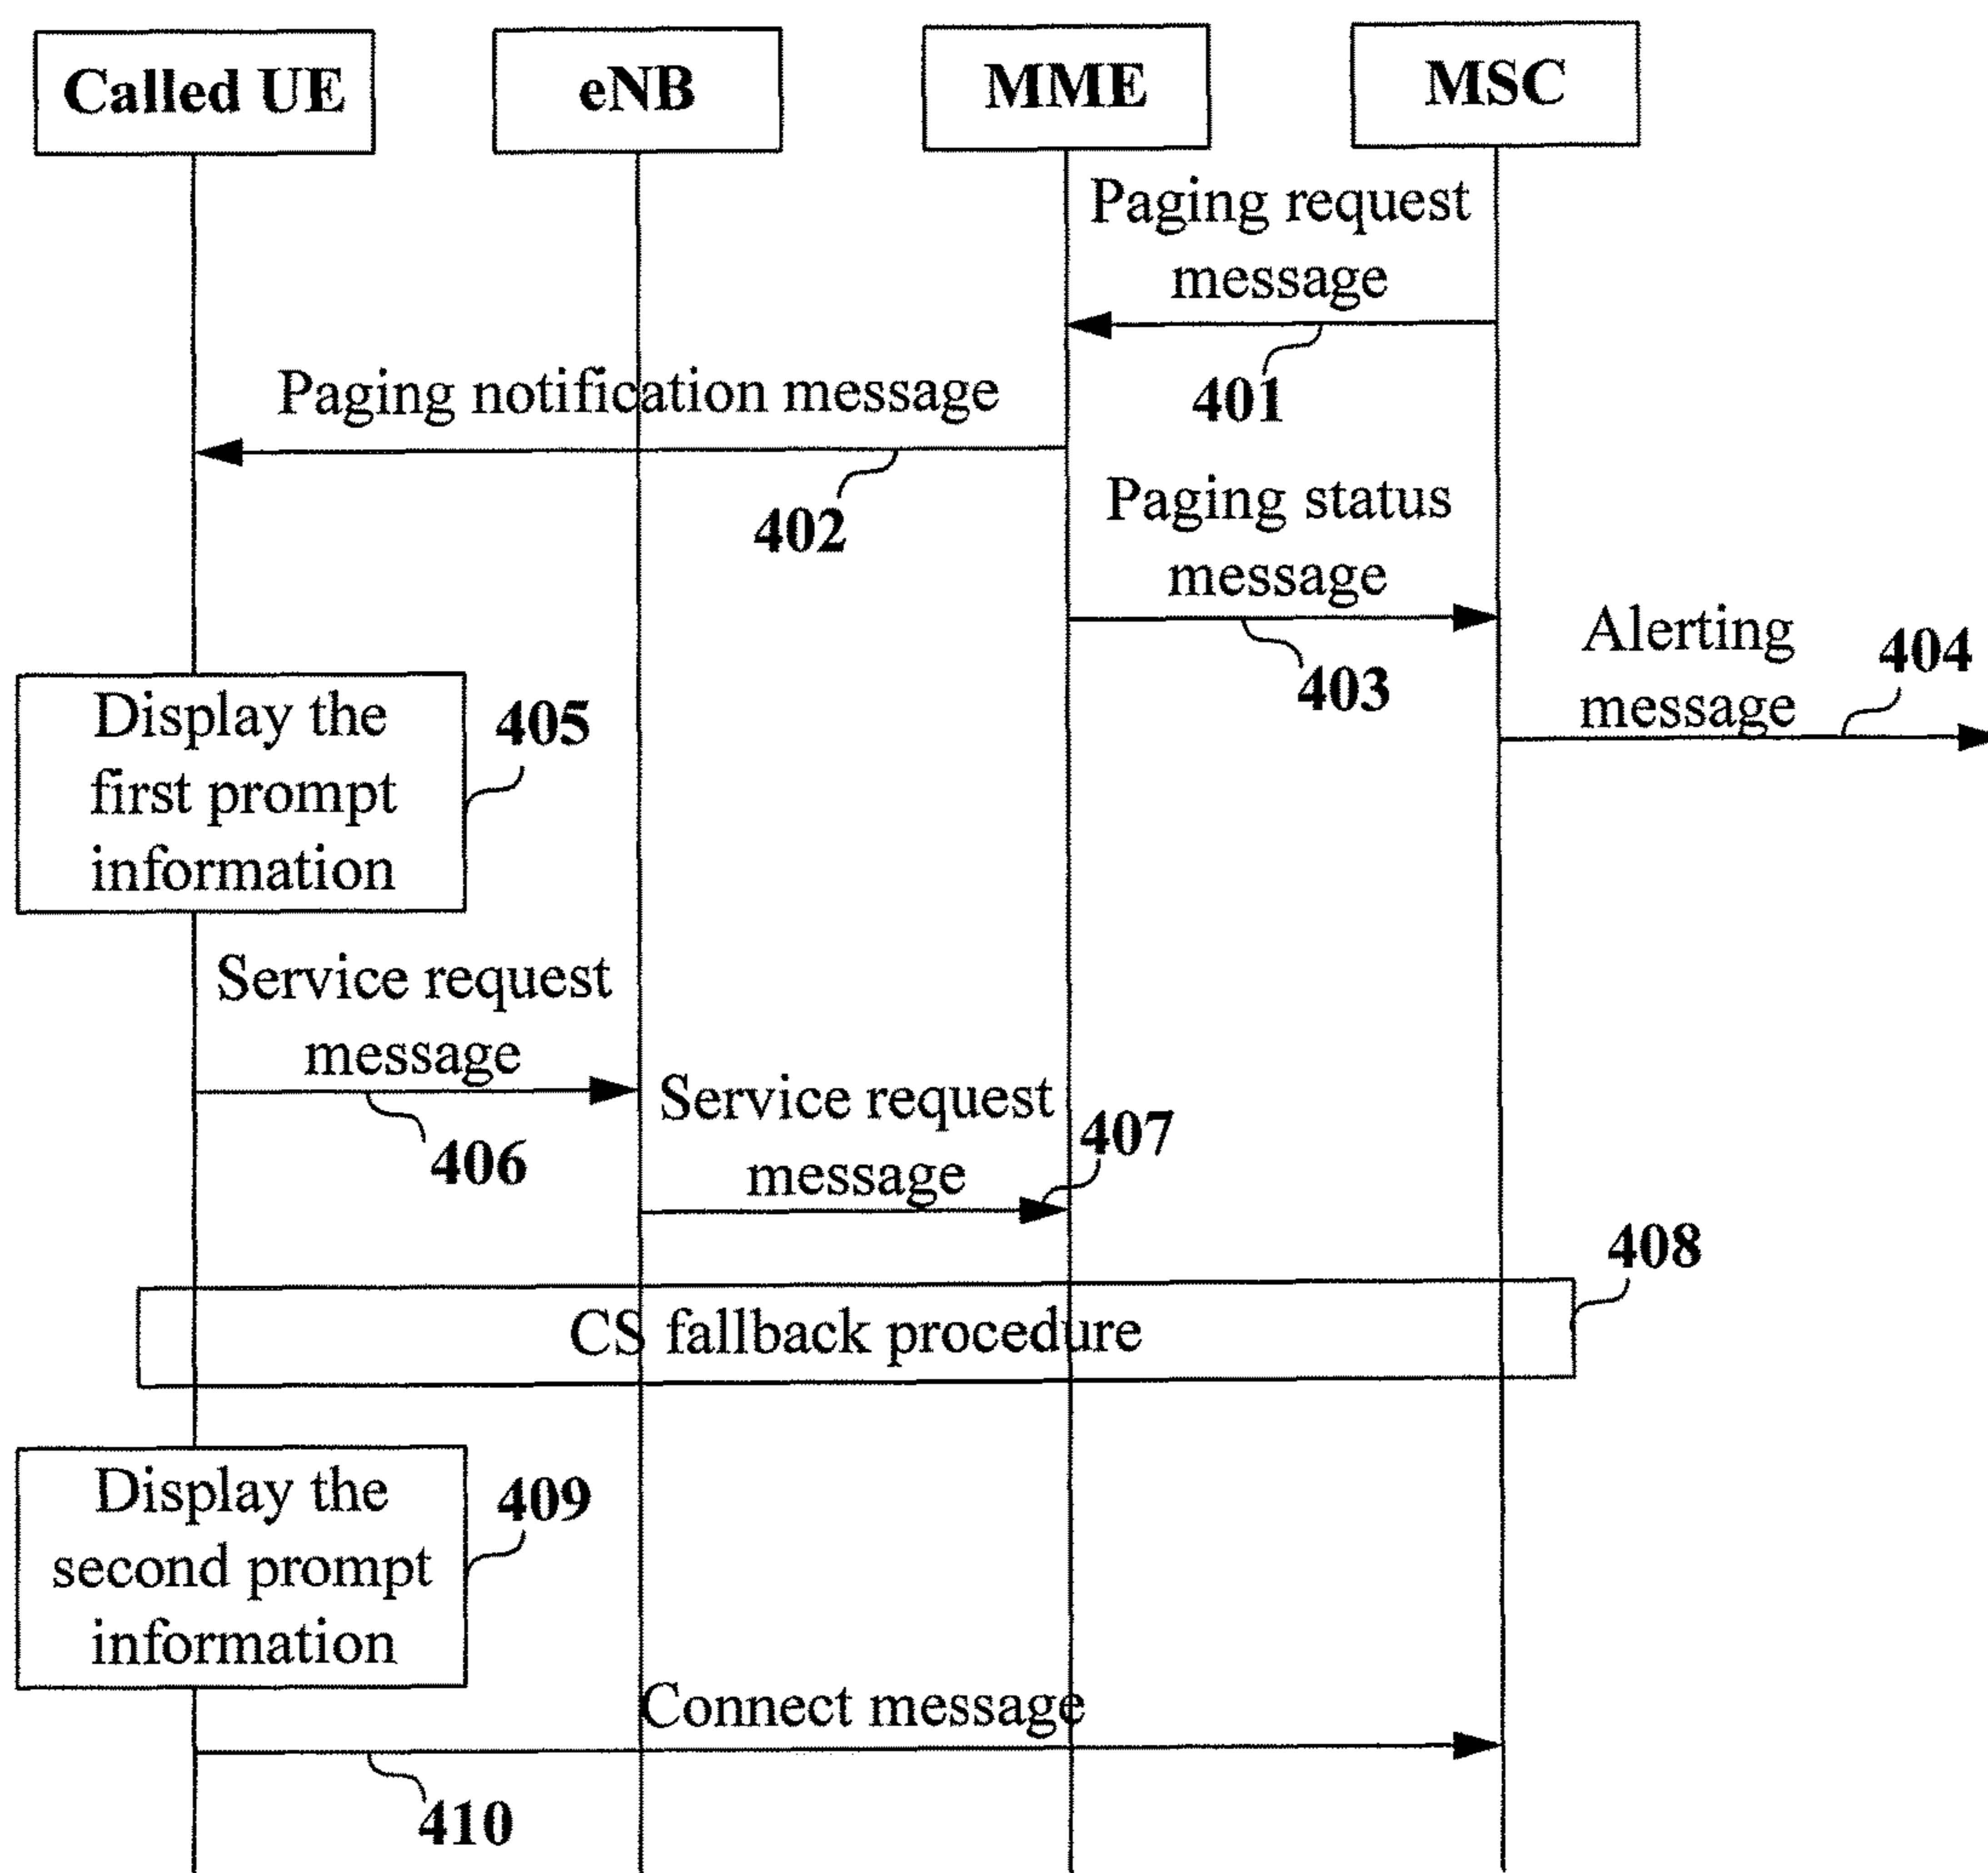 Called UE
eNB
MME
MSC
Paging request
message
401
Paging notification message
402
Paging status
message
403
Alerting
message
404
Display the
first prompt
information
405
Service request
message
406
Service request
message
407
408
CS fallback procedure
Display the
second prompt
information
409
Connect message
410